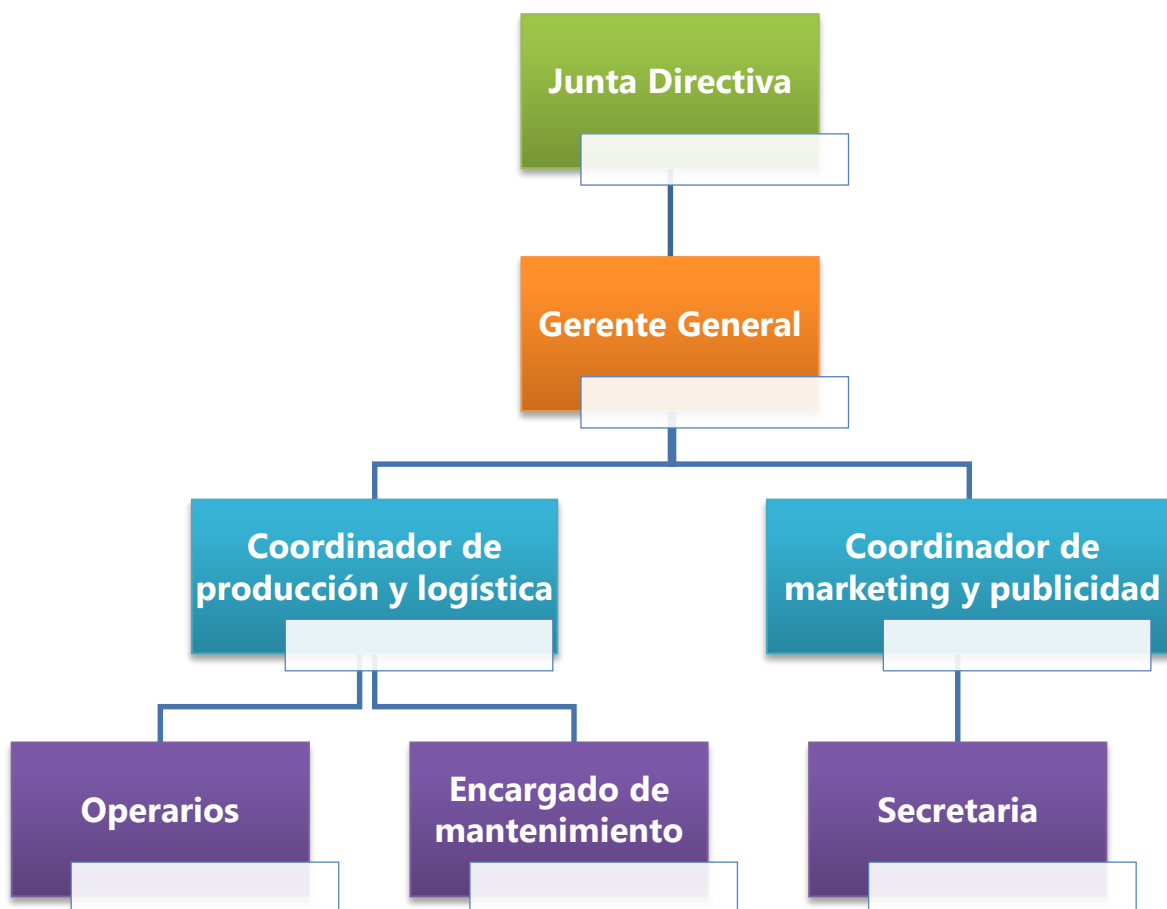 Junta Directiva
Gerente General
Coordinador de
producción y logística
Coordinador de
marketing y publicidad
Operarios
Encargado de
mantenimiento
Secretaria